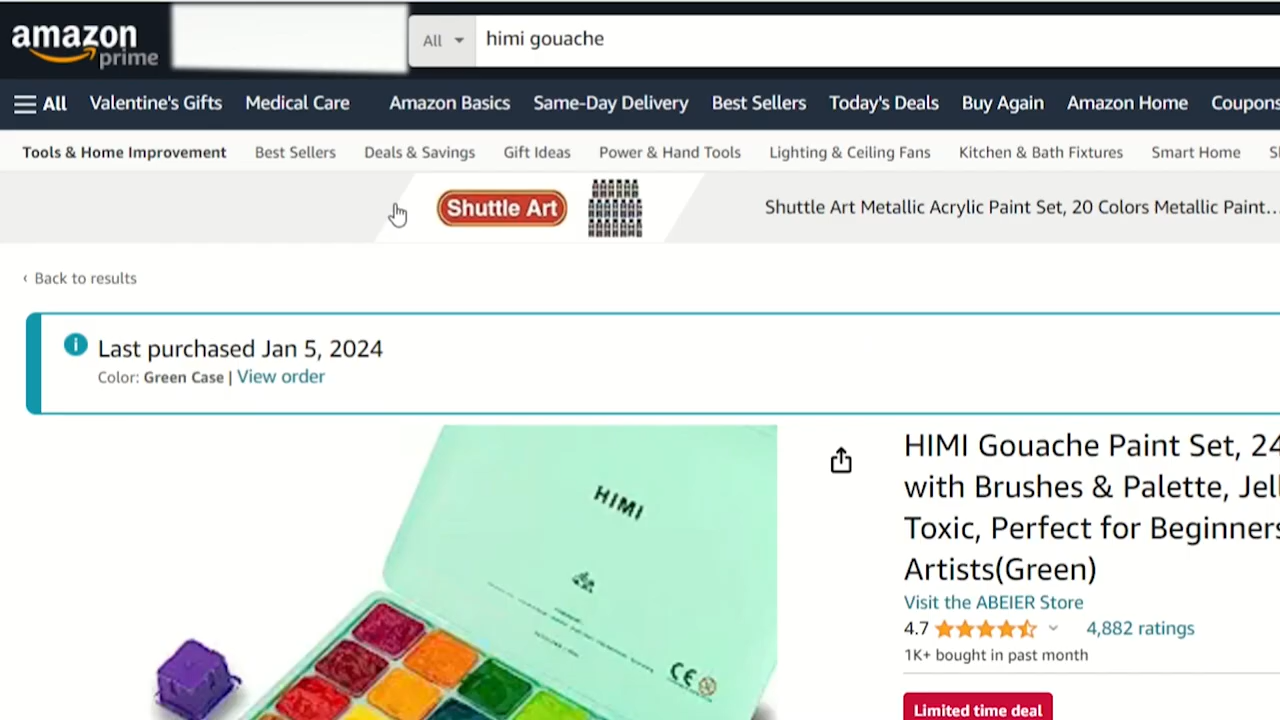 amazon
prime
All
himi gouache
All
Valentine's Gifts
Medical Care
Amazon Basics
Same-Day Delivery
Best Sellers
Today's Deals
Buy Again
Amazon Home
Coupons
Tools & Home Improvement
Best Sellers
Deals & Savings
Gift Ideas
Power & Hand Tools
Lighting & Ceiling Fans
Kitchen & Bath Fixtures
Smart Home
Shuttle Art
Shuttle Art Metallic Acrylic Paint Set, 20 Colors Metallic Paint...
‹ Back to results
i Last purchased Jan 5, 2024
Color: Green Case | View order
HIMI
CE
HIMI Gouache Paint Set, 24
with Brushes & Palette, Jel
Toxic, Perfect for Beginners
Artists(Green)
Visit the ABEIER Store
4.7
4,882 ratings
1K+ bought in past month
Limited time deal